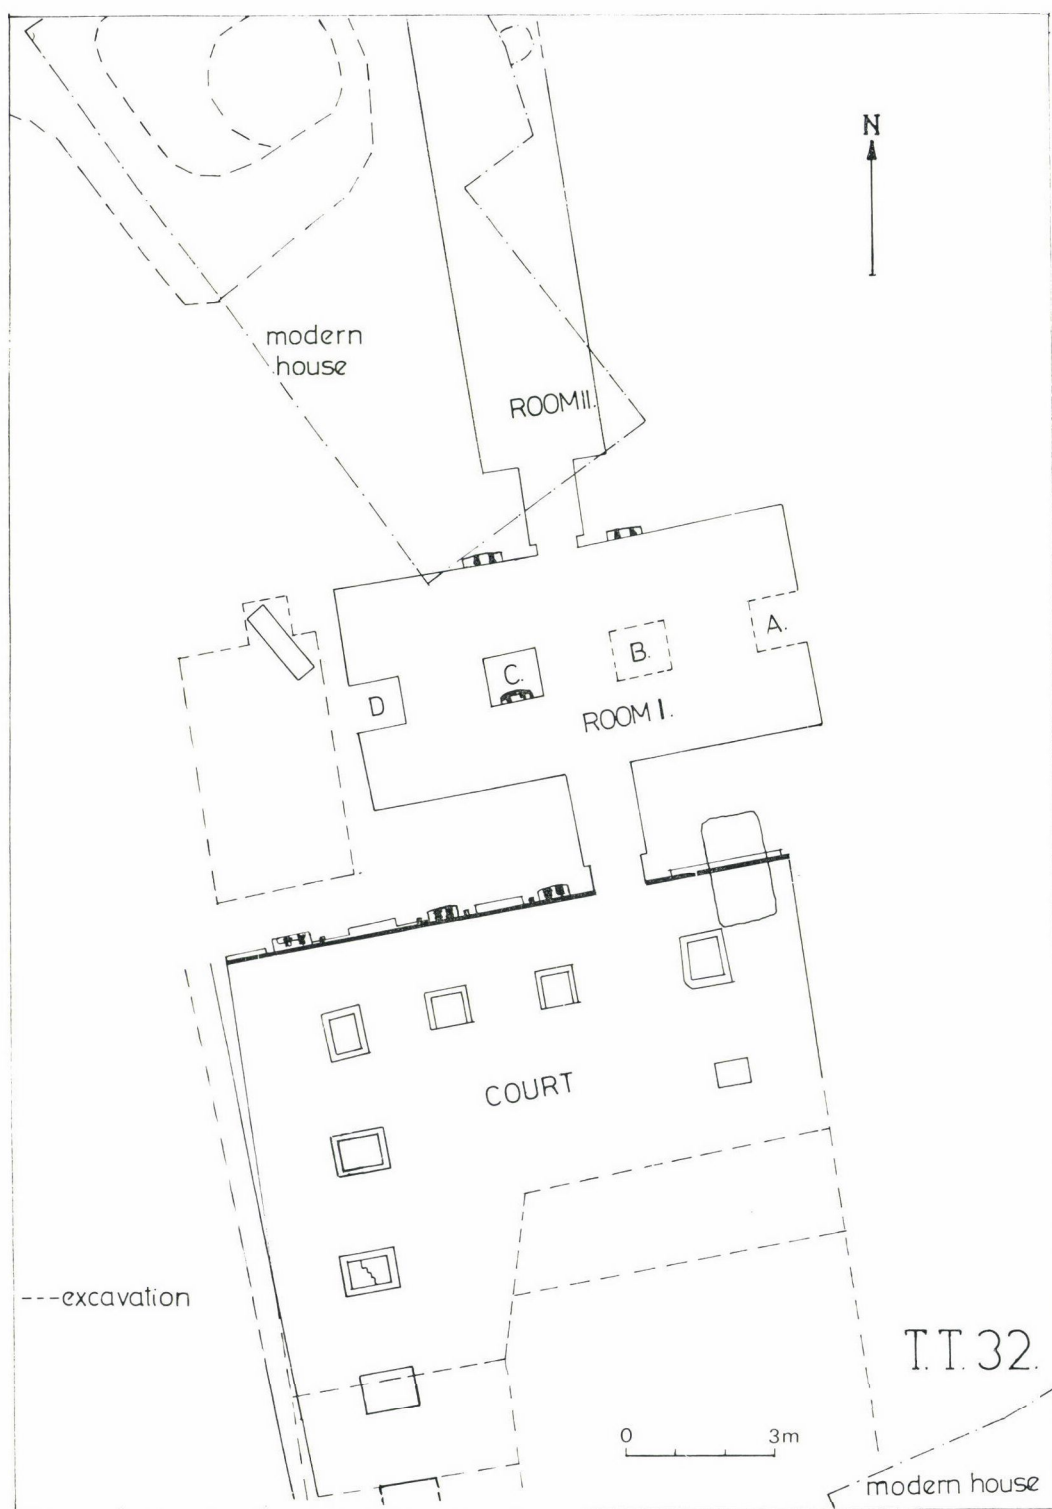 N
modern
house
ROOM II.
A.
B.
C.
D
ROOM I.
COURT
---excavation
T.T. 32.
0 3m
modern house